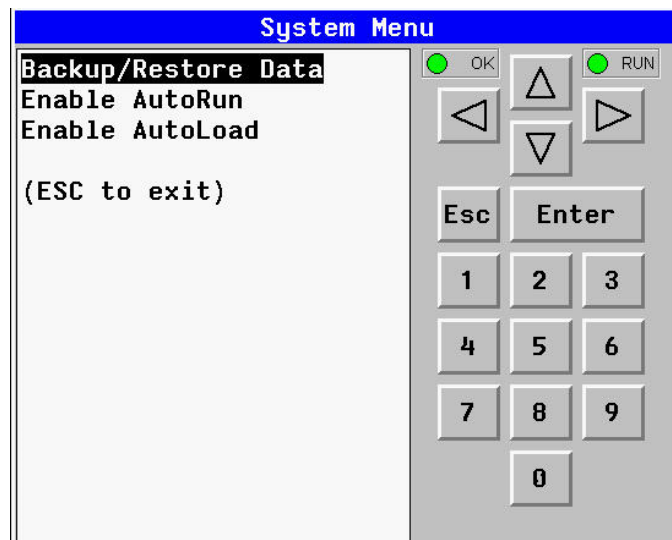 System Menu
Backup/Restore Data
Enable AutoRun
Enable AutoLoad
(ESC to exit)
OK
RUN
Esc
Enter
1
2
3
4
5
6
7
8
9
0